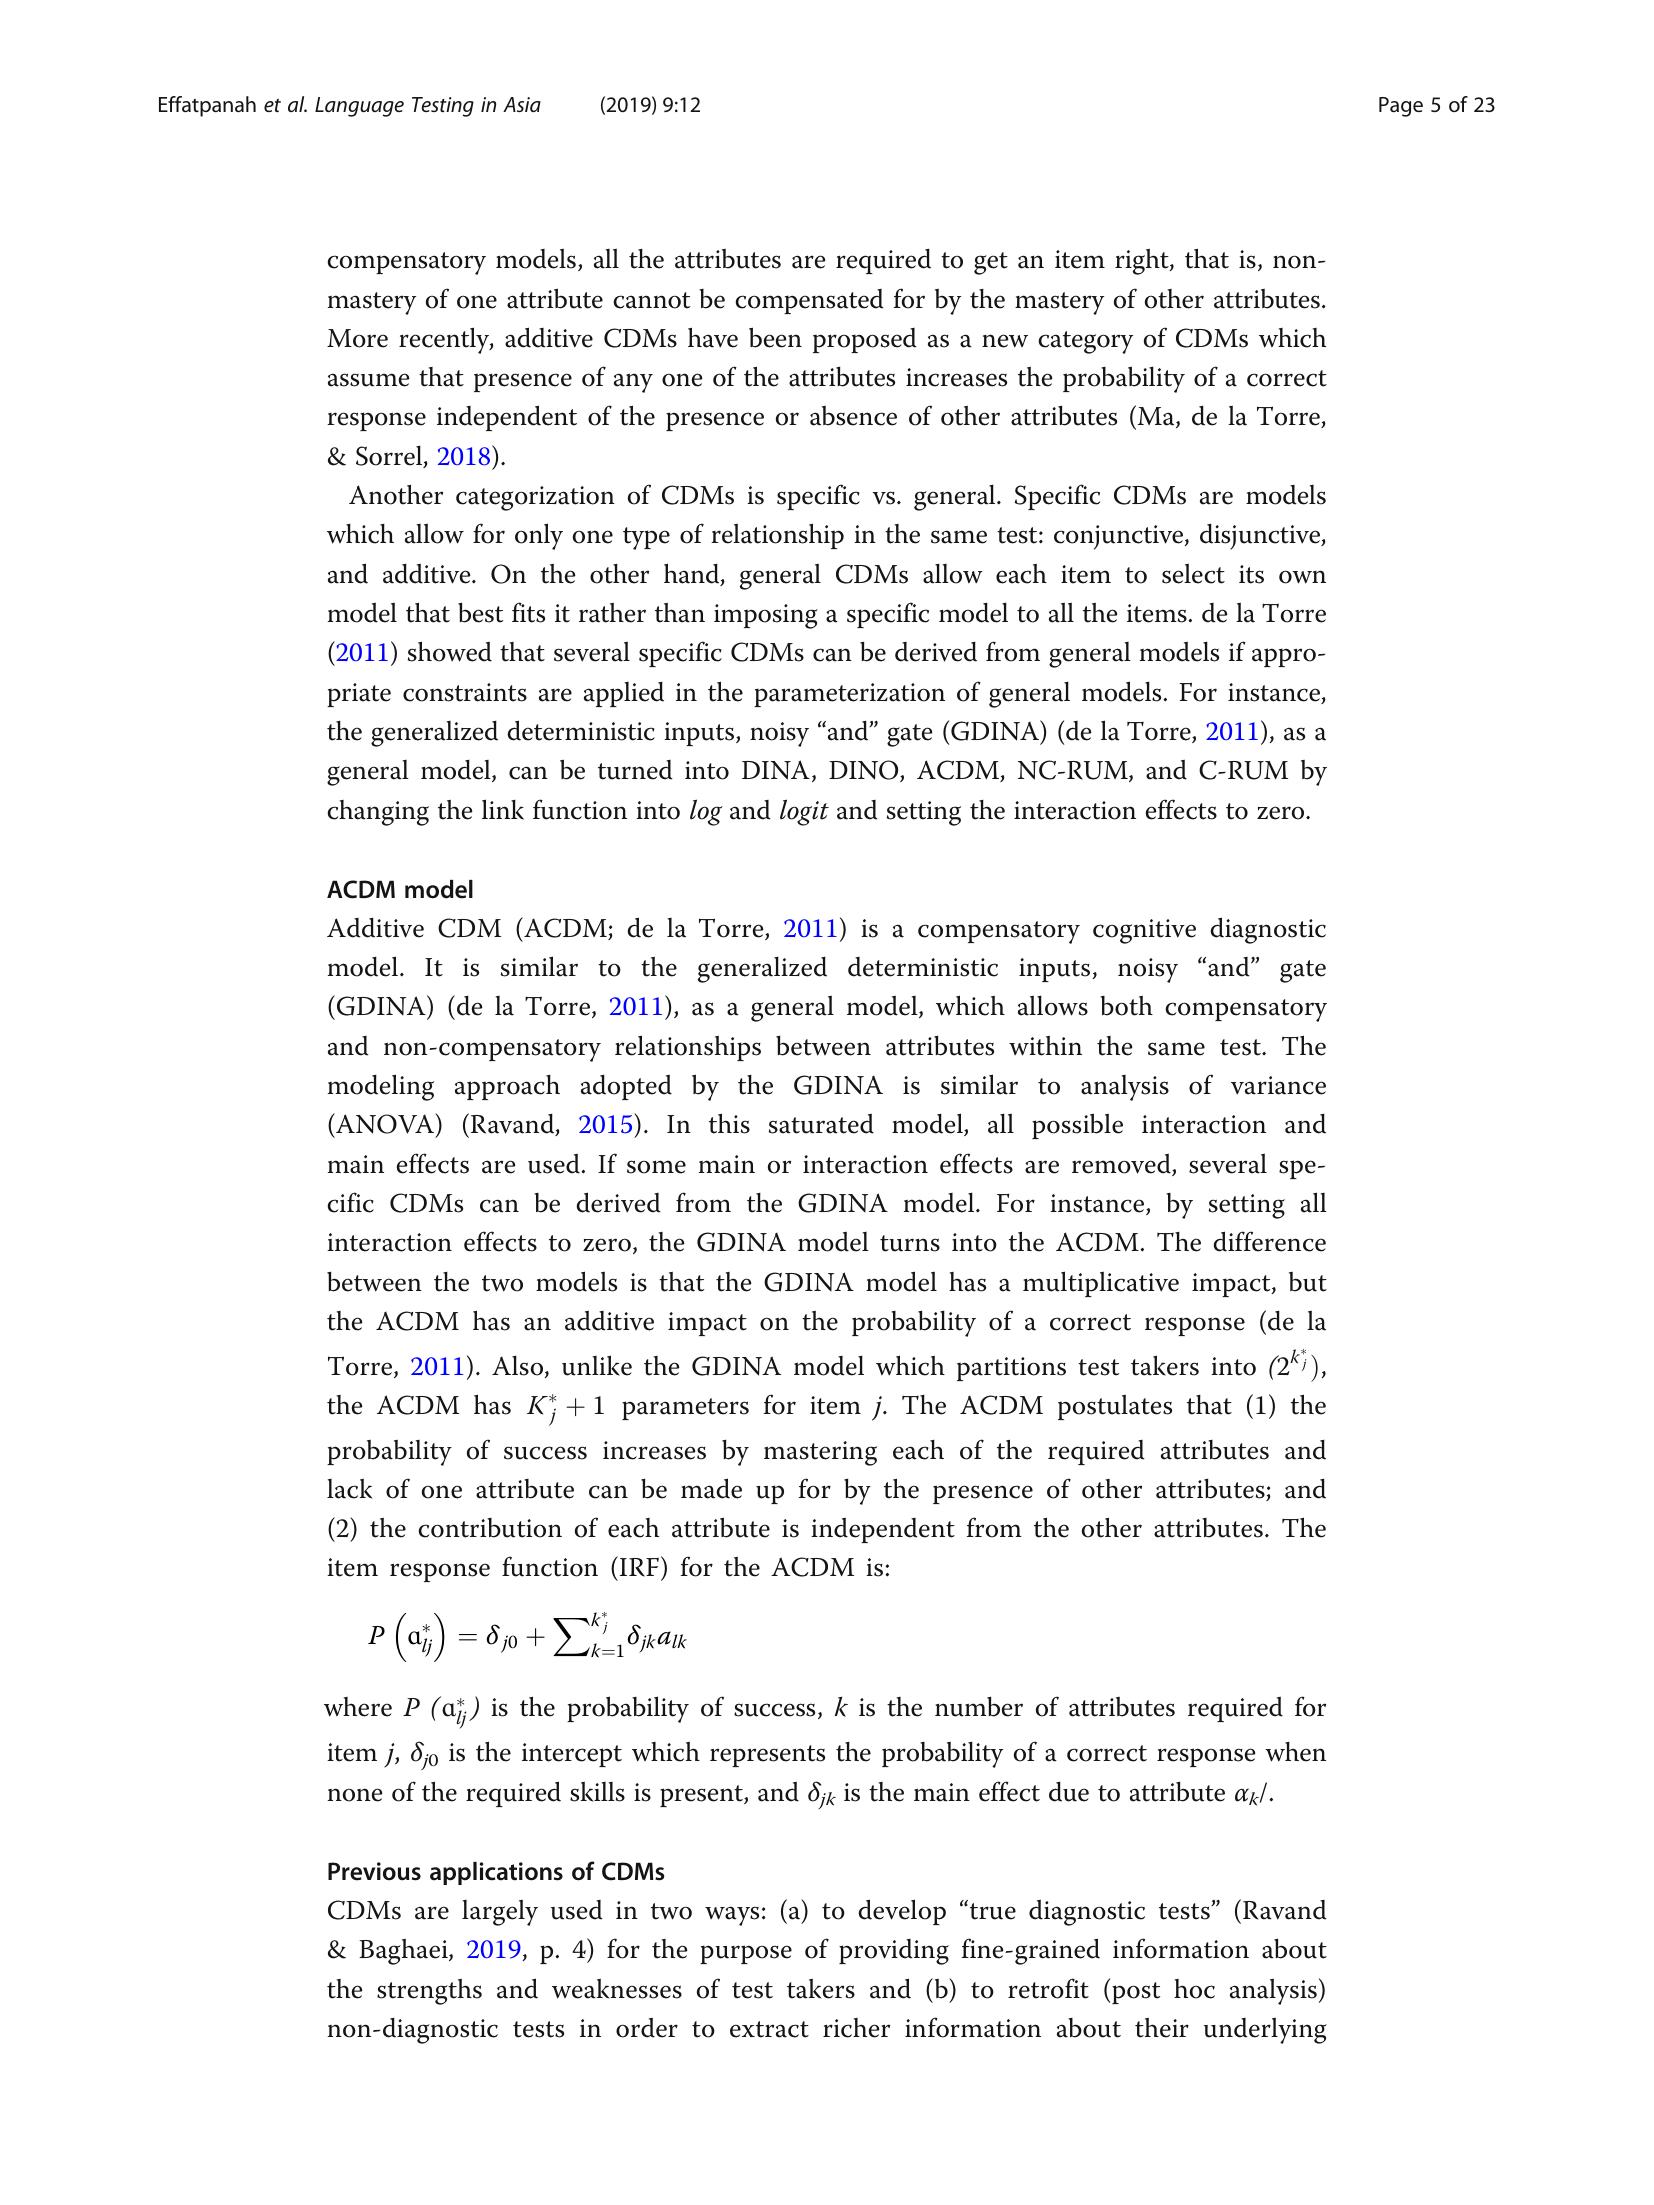 Effatpanah et al. Language Testing in Asia (2019) 9:12 Page 5 of 23
compensatory models, all the attributes are required to get an item right, that is, non-
mastery of one attribute cannot be compensated for by the mastery of other attributes.
More recently, additive CDMs have been proposed as a new category of CDMs which
assume that presence of any one of the attributes increases the probability of a correct
response independent of the presence or absence of other attributes (Ma, de la Torre,
& Sorrel, 2018).
Another categorization of CDMs is specific vs. general. Specific CDMs are models
which allow for only one type of relationship in the same test: conjunctive, disjunctive,
and additive. On the other hand, general CDMs allow each item to select its own
model that best fits it rather than imposing a specific model to all the items. de la Torre
(2011) showed that several specific CDMs can be derived from general models if appro-
priate constraints are applied in the parameterization of general models. For instance,
the generalized deterministic inputs, noisy “and” gate (GDINA) (de la Torre, 2011), as a
general model, can be turned into DINA, DINO, ACDM, NC-RUM, and C-RUM by
changing the link function into log and logit and setting the interaction effects to zero.
ACDM model
Additive CDM (ACDM; de la Torre, 2011) is a compensatory cognitive diagnostic
model. It is similar to the generalized deterministic inputs, noisy “and” gate
(GDINA) (de la Torre, 2011), as a general model, which allows both compensatory
and non-compensatory relationships between attributes within the same test. The
modeling approach adopted by the GDINA is similar to analysis of variance
(ANOVA) (Ravand, 2015). In this saturated model, all possible interaction and
main effects are used. If some main or interaction effects are removed, several spe-
cific CDMs can be derived from the GDINA model. For instance, by setting all
interaction effects to zero, the GDINA model turns into the ACDM. The difference
between the two models is that the GDINA model has a multiplicative impact, but
the ACDM has an additive impact on the probability of a correct response (de la
Torre, 2011). Also, unlike the GDINA model which partitions test takers into (2^{k_j^*}),
the ACDM has K_j^* + 1 parameters for item j. The ACDM postulates that (1) the
probability of success increases by mastering each of the required attributes and
lack of one attribute can be made up for by the presence of other attributes; and
(2) the contribution of each attribute is independent from the other attributes. The
item response function (IRF) for the ACDM is:
P (ɑ_{lj}^*) = δ_{j0} + ∑_{k=1}^{k_j^*} δ_{jk}a_{lk}
where P (ɑ_{lj}^*) is the probability of success, k is the number of attributes required for
item j, δ_{j0} is the intercept which represents the probability of a correct response when
none of the required skills is present, and δ_{jk} is the main effect due to attribute α_k/.
Previous applications of CDMs
CDMs are largely used in two ways: (a) to develop “true diagnostic tests” (Ravand
& Baghaei, 2019, p. 4) for the purpose of providing fine-grained information about
the strengths and weaknesses of test takers and (b) to retrofit (post hoc analysis)
non-diagnostic tests in order to extract richer information about their underlying